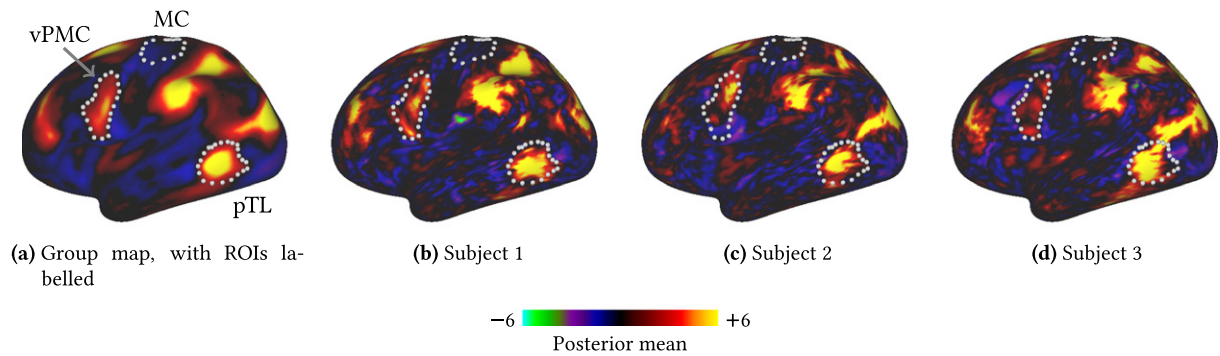 MC
vPMC
pTL
(a) Group map, with ROIs la-
belled
(b) Subject 1
(c) Subject 2
(d) Subject 3
−6 +6
Posterior mean